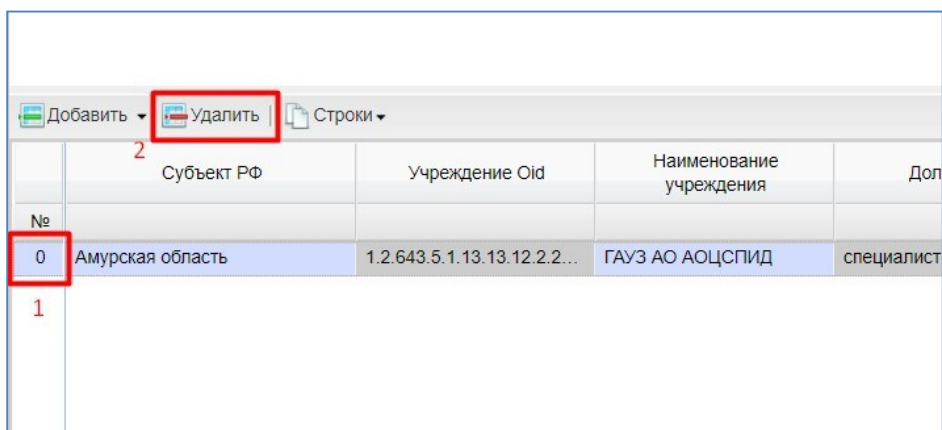 Добавить Удалить | Строки
2
Субъект РФ Учреждение Oid Наименование учреждения Дол
№
0 Амурская область 1.2.643.5.1.13.13.12.2.2... ГАУЗ АО АОЦСПИД специалист
1